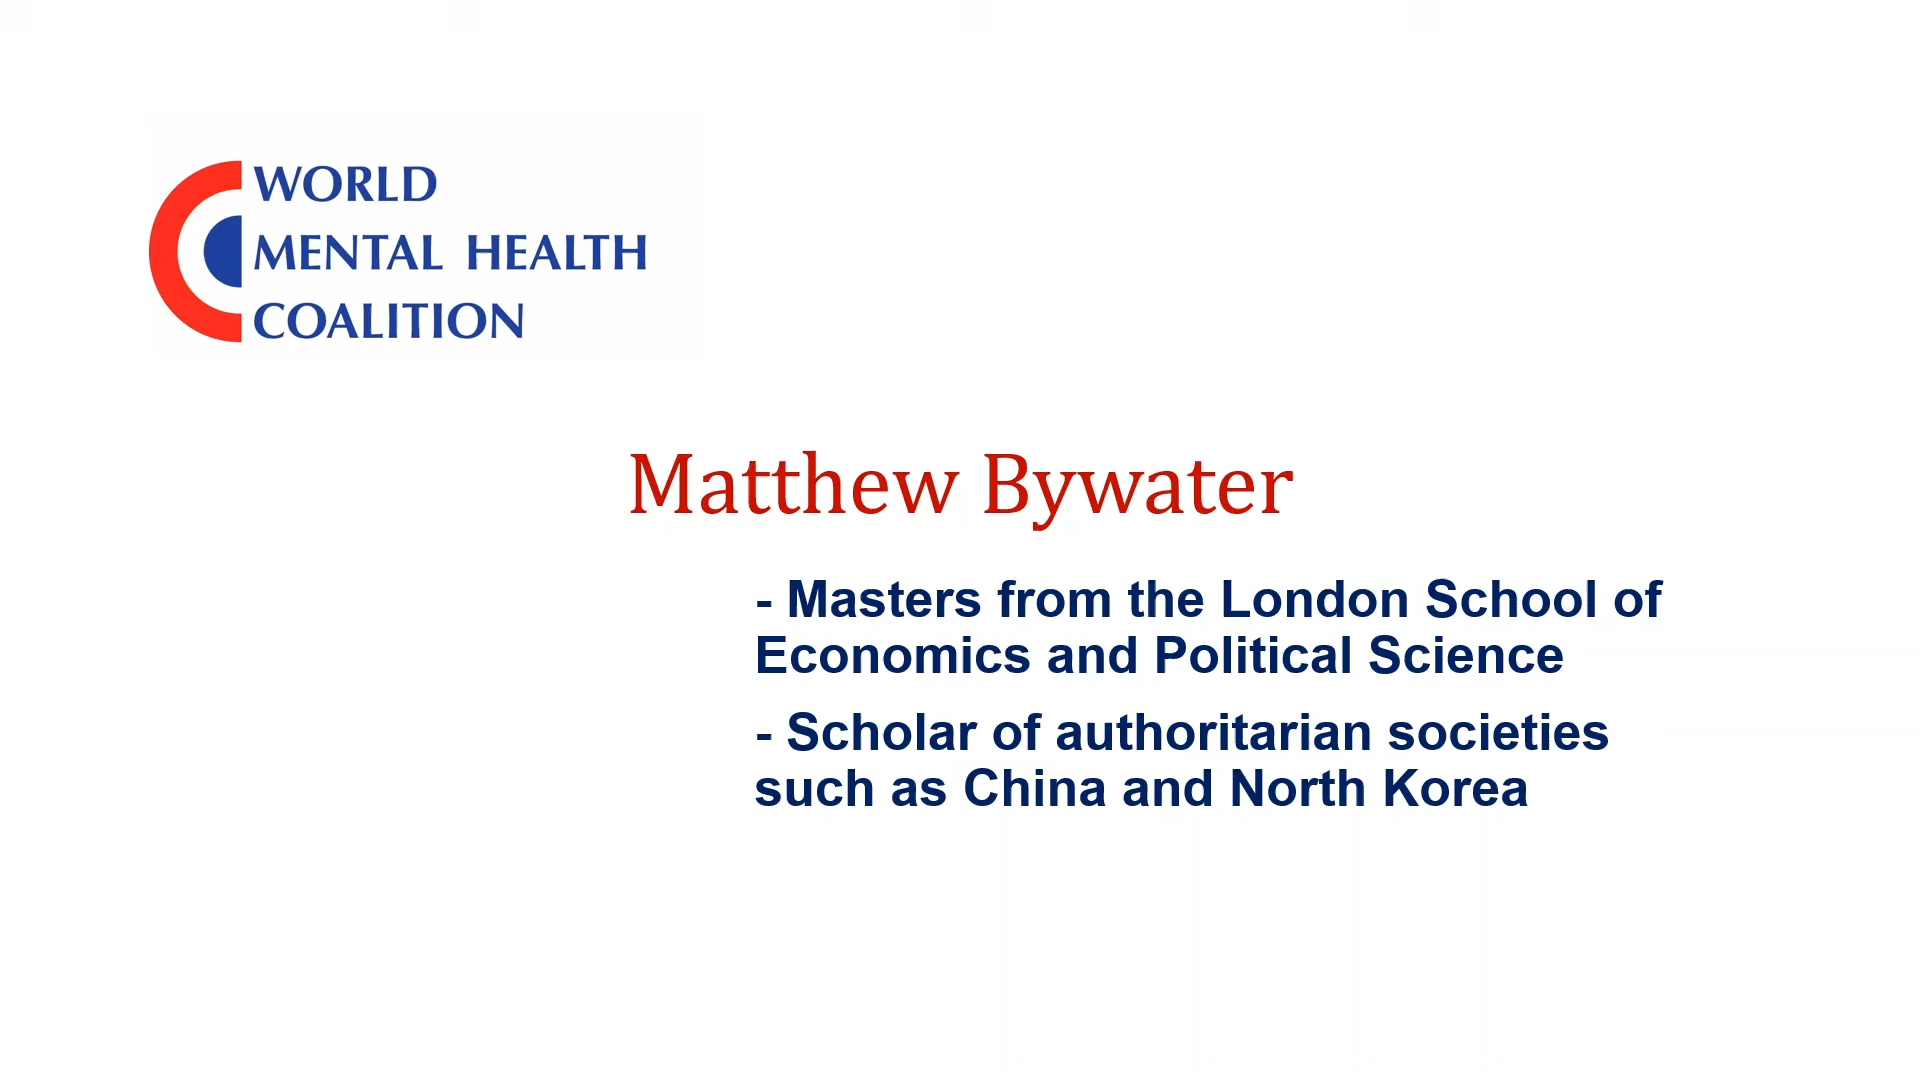 WORLD
MENTAL HEALTH
COALITION
Matthew Bywater
- Masters from the London School of
Economics and Political Science
- Scholar of authoritarian societies
such as China and North Korea